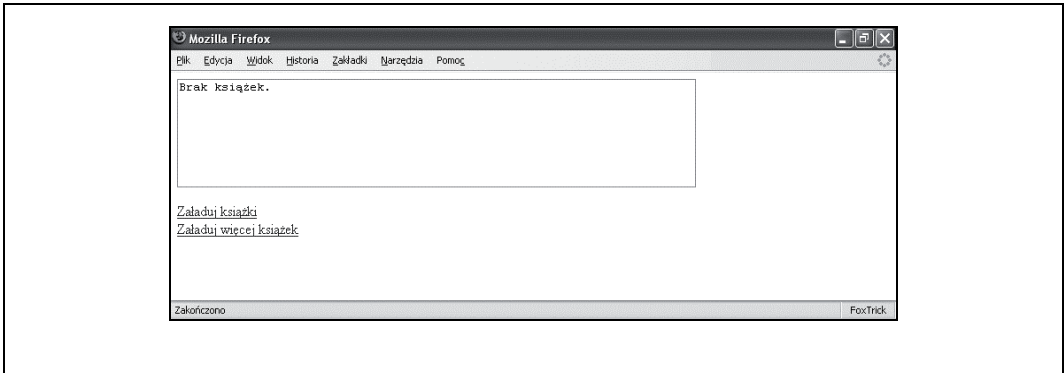 Mozilla Firefox
Plik Edycja Widok Historia Zakładki Narzędzia Pomoc
Brak książek.
Załaduj książki
Załaduj więcej książek
Zakończono FoxTrick